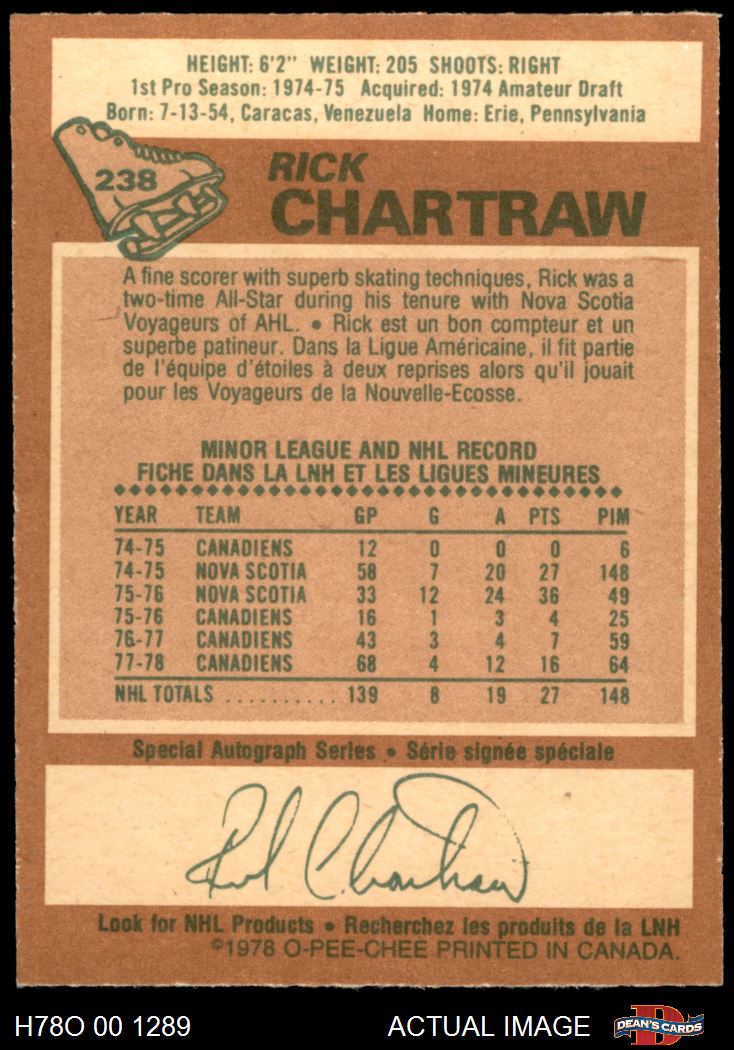 HEIGHT: 6'2" WEIGHT: 205 SHOOTS: RIGHT
1st Pro Season: 1974-75 Acquired: 1974 Amateur Draft
Born: 7-13-54, Caracas, Venezuela Home: Erie, Pennsylvania
238
RICK
CHARTRAW
A fine scorer with superb skating techniques, Rick was a
two-time All-Star during his tenure with Nova Scotia
Voyageurs of AHL. • Rick est un bon compteur et un
superbe patineur. Dans la Ligue Américaine, il fit partie
de l'équipe d'étoiles à deux reprises alors qu'il jouait
pour les Voyageurs de la Nouvelle-Ecosse.
MINOR LEAGUE AND NHL RECORD
FICHE DANS LA LNH ET LES LIGUES MINEURES
YEAR TEAM GP G A PTS PIM
74-75 CANADIENS 12 0 0 0 6
74-75 NOVA SCOTIA 58 7 20 27 148
75-76 NOVA SCOTIA 33 12 24 36 49
75-76 CANADIENS 16 1 3 4 25
76-77 CANADIENS 43 3 4 7 59
77-78 CANADIENS 68 4 12 16 64
NHL TOTALS .......... 139 8 19 27 148
Special Autograph Series • Série signée spéciale
Rick Chartraw
Look for NHL Products • Recherchez les produits de la LNH
©1978 O-PEE-CHEE PRINTED IN CANADA.
H78O 00 1289 ACTUAL IMAGE D DEAN'S CARDS